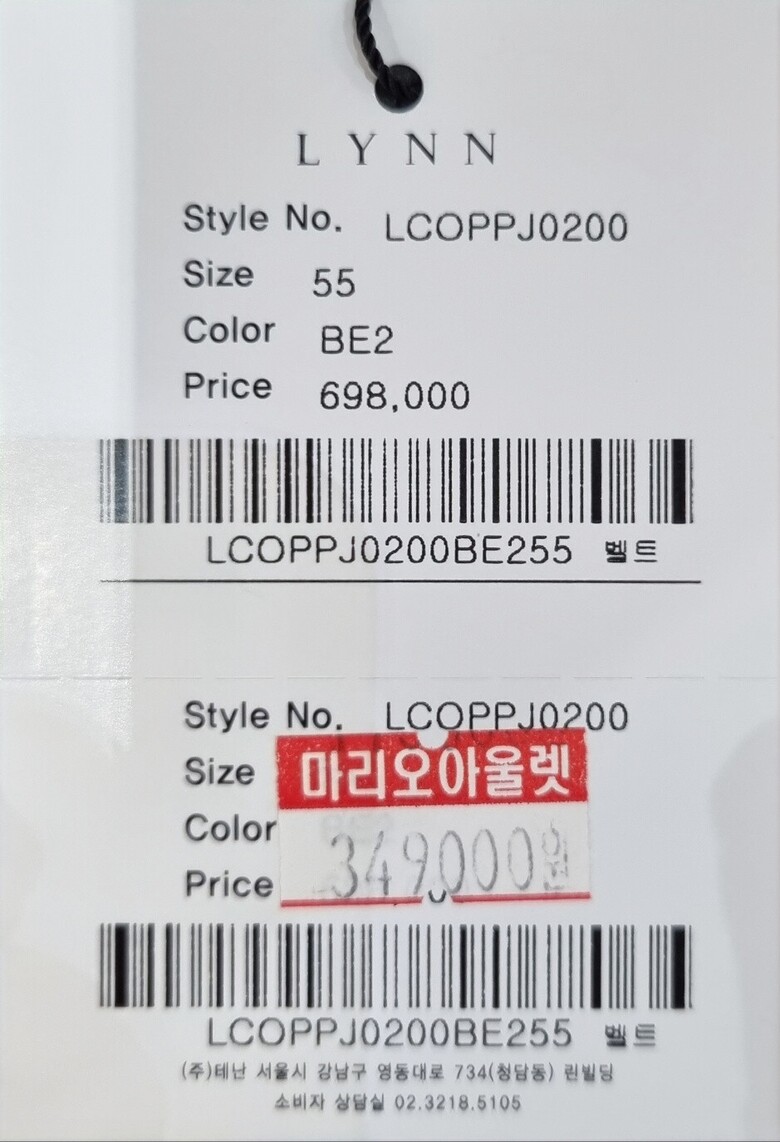 LYNN
Style No. LCOPPJ0200
Size 55
Color BE2
Price 698,000
LCOPPJ0200BE255 벨트
Style No. LCOPPJ0200
Size 마리오아울렛
Color
Price 349000원
LCOPPJ0200BE255 벨트
(주)테난 서울시 강남구 영동대로 734(청담동) 린빌딩
소비자 상담실 02.3218.5105